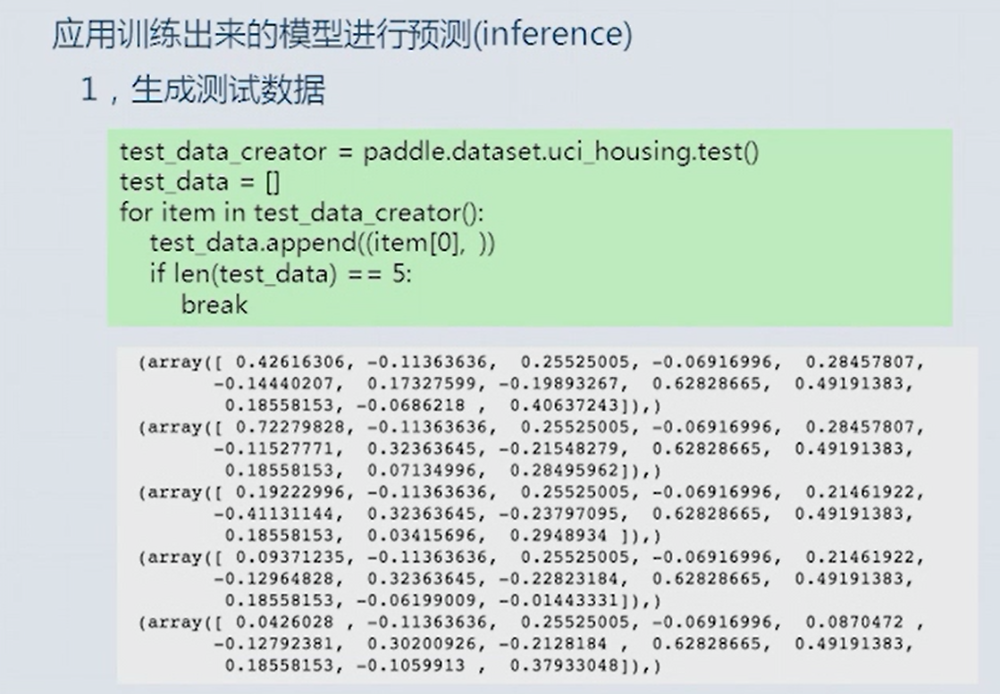 应用训练出来的模型进行预测(inference)
1，生成测试数据
test_data_creator = paddle.dataset.uci_housing.test()
test_data = []
for item in test_data_creator():
    test_data.append((item[0], ))
    if len(test_data) == 5:
        break
(array([ 0.42616306, -0.11363636,  0.25525005, -0.06916996,  0.28457807,
       -0.14440207,  0.17327599, -0.19893267,  0.62828665,  0.49191383,
        0.18558153, -0.0686218 ,  0.40637243]),)
(array([ 0.72279828, -0.11363636,  0.25525005, -0.06916996,  0.28457807,
       -0.11527771,  0.32363645, -0.21548279,  0.62828665,  0.49191383,
        0.18558153,  0.07134996,  0.28495962]),)
(array([ 0.19222996, -0.11363636,  0.25525005, -0.06916996,  0.21461922,
       -0.41131144,  0.32363645, -0.23797095,  0.62828665,  0.49191383,
        0.18558153,  0.03415696,  0.2948934 ]),)
(array([ 0.09371235, -0.11363636,  0.25525005, -0.06916996,  0.21461922,
       -0.12964828,  0.32363645, -0.22823184,  0.62828665,  0.49191383,
        0.18558153, -0.06199009, -0.01443331]),)
(array([ 0.0426028 , -0.11363636,  0.25525005, -0.06916996,  0.0870472 ,
       -0.12792381,  0.30200926, -0.2128184 ,  0.62828665,  0.49191383,
        0.18558153, -0.1059913 ,  0.37933048]),)